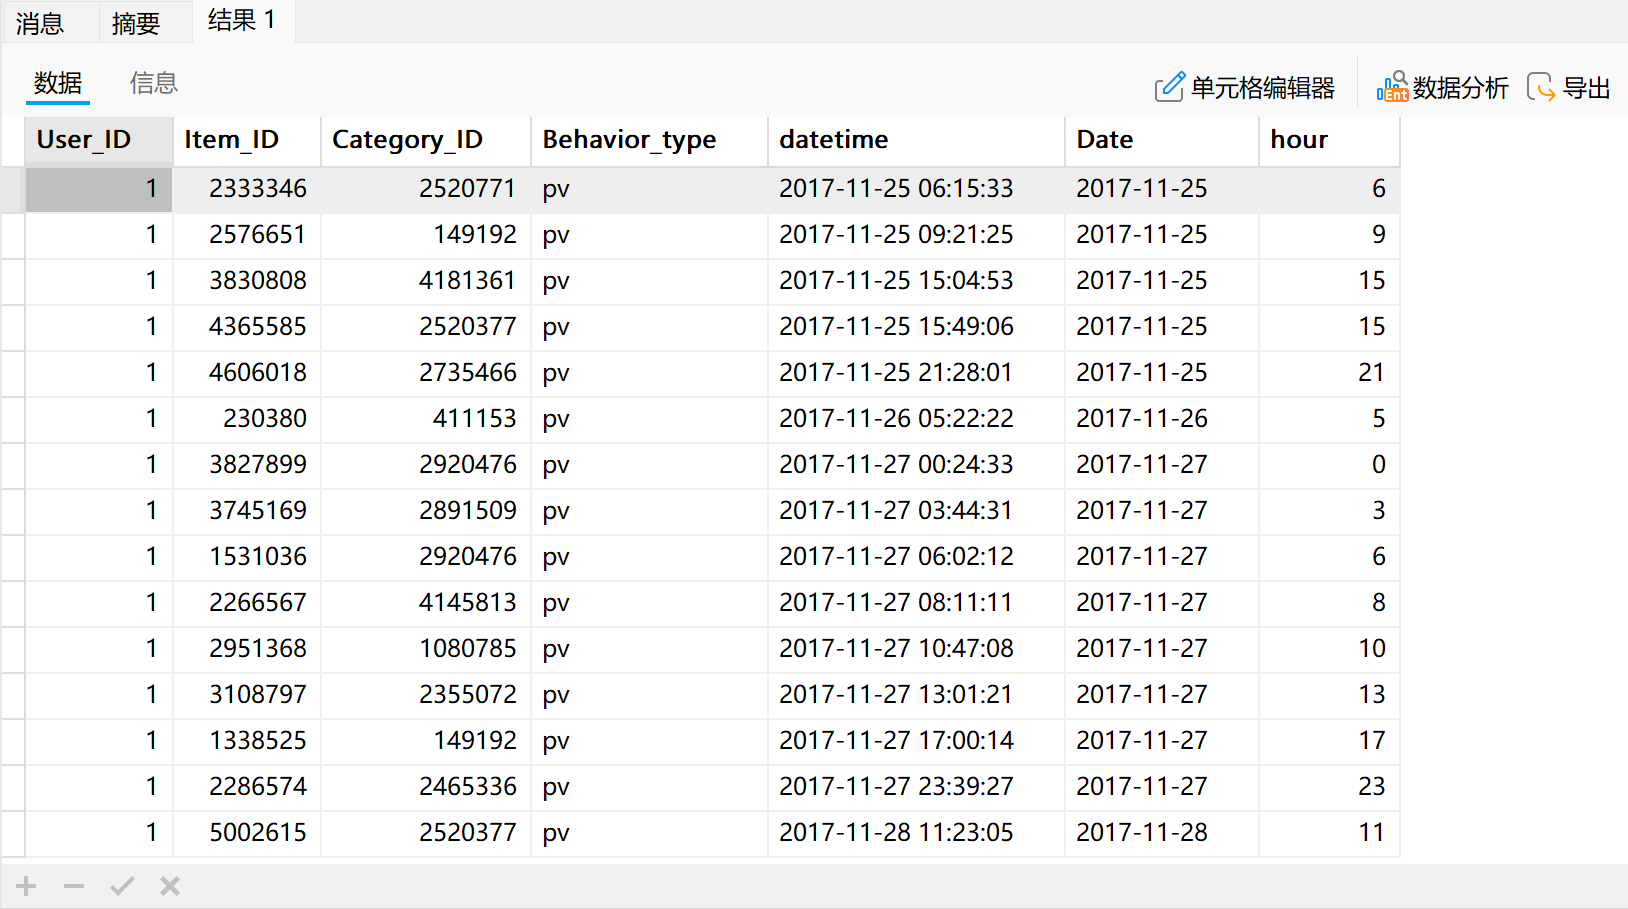 消息 摘要 结果 1
数据 信息 单元格编辑器 Ent 数据分析 导出
User_ID Item_ID Category_ID Behavior_type datetime Date hour
1 2333346 2520771 pv 2017-11-25 06:15:33 2017-11-25 6
1 2576651 149192 pv 2017-11-25 09:21:25 2017-11-25 9
1 3830808 4181361 pv 2017-11-25 15:04:53 2017-11-25 15
1 4365585 2520377 pv 2017-11-25 15:49:06 2017-11-25 15
1 4606018 2735466 pv 2017-11-25 21:28:01 2017-11-25 21
1 230380 411153 pv 2017-11-26 05:22:22 2017-11-26 5
1 3827899 2920476 pv 2017-11-27 00:24:33 2017-11-27 0
1 3745169 2891509 pv 2017-11-27 03:44:31 2017-11-27 3
1 1531036 2920476 pv 2017-11-27 06:02:12 2017-11-27 6
1 2266567 4145813 pv 2017-11-27 08:11:11 2017-11-27 8
1 2951368 1080785 pv 2017-11-27 10:47:08 2017-11-27 10
1 3108797 2355072 pv 2017-11-27 13:01:21 2017-11-27 13
1 1338525 149192 pv 2017-11-27 17:00:14 2017-11-27 17
1 2286574 2465336 pv 2017-11-27 23:39:27 2017-11-27 23
1 5002615 2520377 pv 2017-11-28 11:23:05 2017-11-28 11